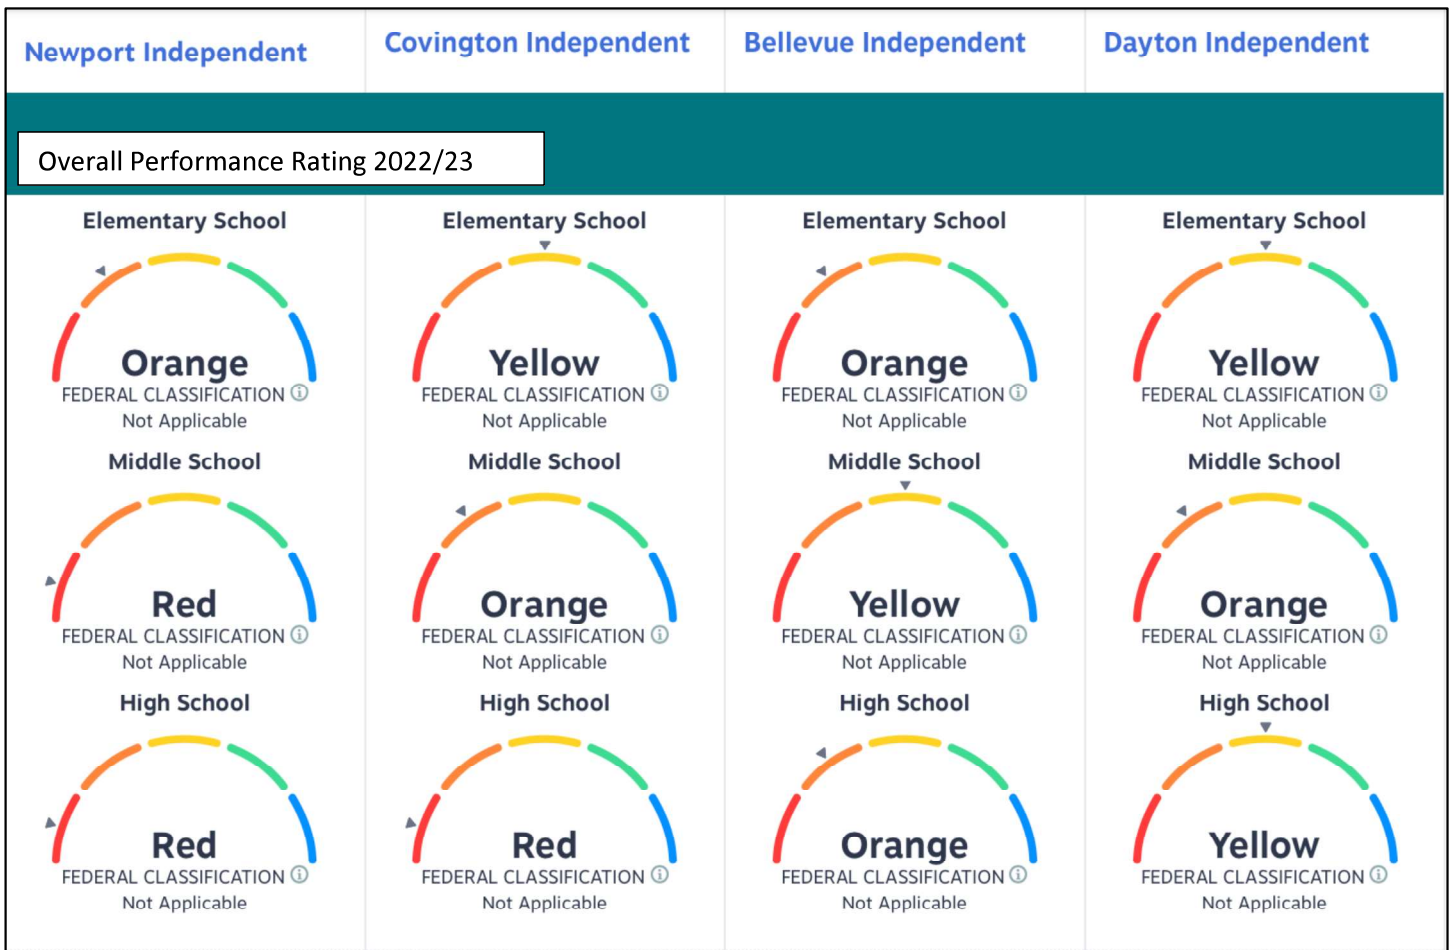 Newport Independent
Covington Independent
Bellevue Independent
Dayton Independent
Overall Performance Rating 2022/23
Elementary School
Orange
FEDERAL CLASSIFICATION
Not Applicable
Elementary School
Yellow
FEDERAL CLASSIFICATION
Not Applicable
Elementary School
Orange
FEDERAL CLASSIFICATION
Not Applicable
Elementary School
Yellow
FEDERAL CLASSIFICATION
Not Applicable
Middle School
Red
FEDERAL CLASSIFICATION
Not Applicable
Middle School
Orange
FEDERAL CLASSIFICATION
Not Applicable
Middle School
Yellow
FEDERAL CLASSIFICATION
Not Applicable
Middle School
Orange
FEDERAL CLASSIFICATION
Not Applicable
High School
Red
FEDERAL CLASSIFICATION
Not Applicable
High School
Red
FEDERAL CLASSIFICATION
Not Applicable
High School
Orange
FEDERAL CLASSIFICATION
Not Applicable
High School
Yellow
FEDERAL CLASSIFICATION
Not Applicable